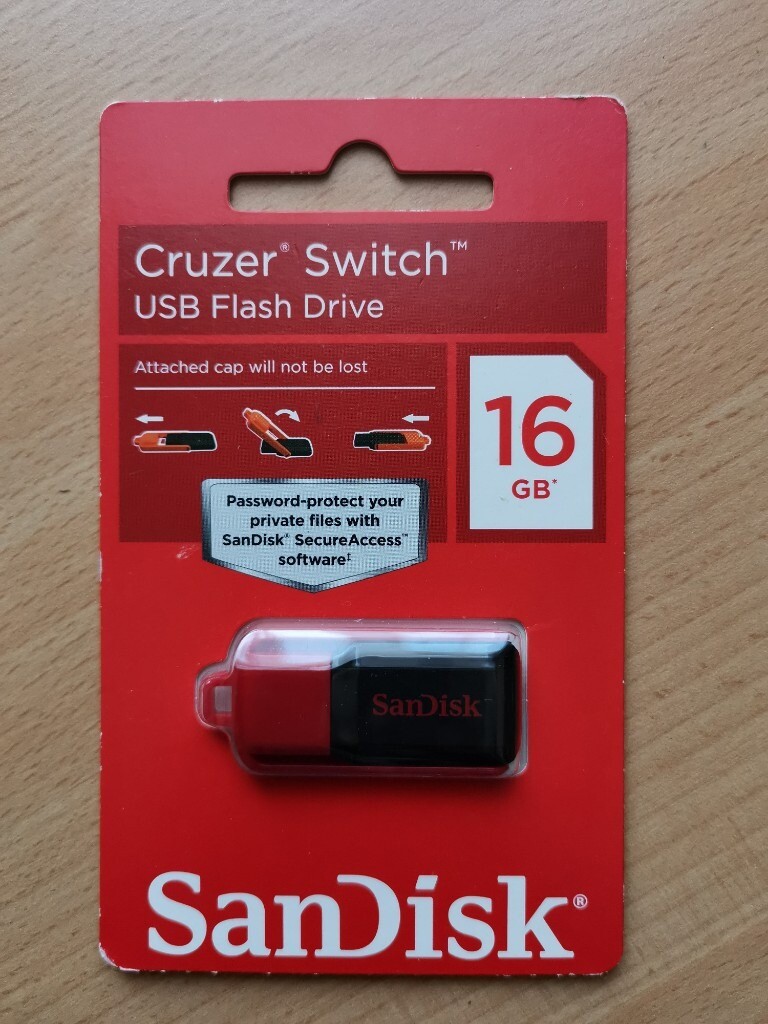 Cruzer® Switch™
USB Flash Drive
Attached cap will not be lost
16
GB*
Password-protect your
private files with
SanDisk® SecureAccess™
software‡
SanDisk
SanDisk®